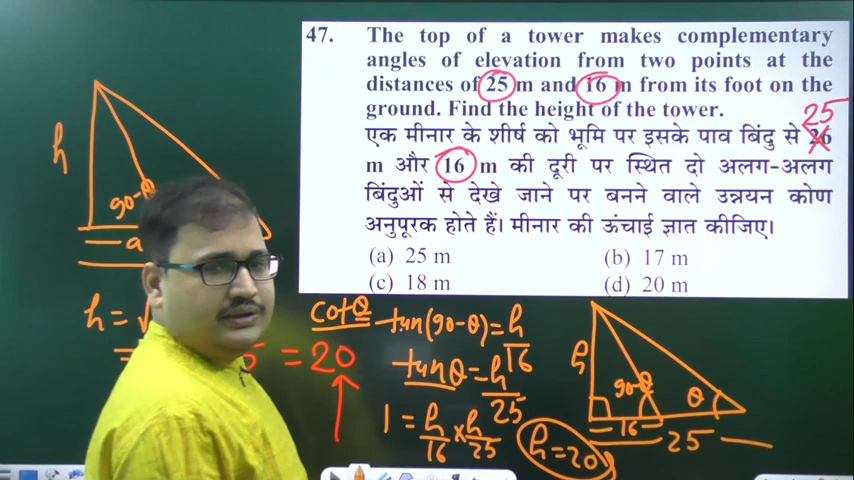 47. The top of a tower makes complementary
angles of elevation from two points at the
distances of 25 m and 16 m from its foot on the
ground. Find the height of the tower.
25
एक मीनार के शीर्ष को भूमि पर इसके पाव बिंदु से 26
m और 16 m की दूरी पर स्थित दो अलग-अलग
बिंदुओं से देखे जाने पर बनने वाले उन्नयन कोण
अनुपूरक होते हैं। मीनार की ऊंचाई ज्ञात कीजिए।
(a) 25 m (b) 17 m
(c) 18 m (d) 20 m
h
90-θ
a
h = √
=
5 = 20
cotθ
tan(90-θ) = h/16
tanθ = h/25
1 = h/16 × h/25
h = 20
h
90-θ θ
16
25